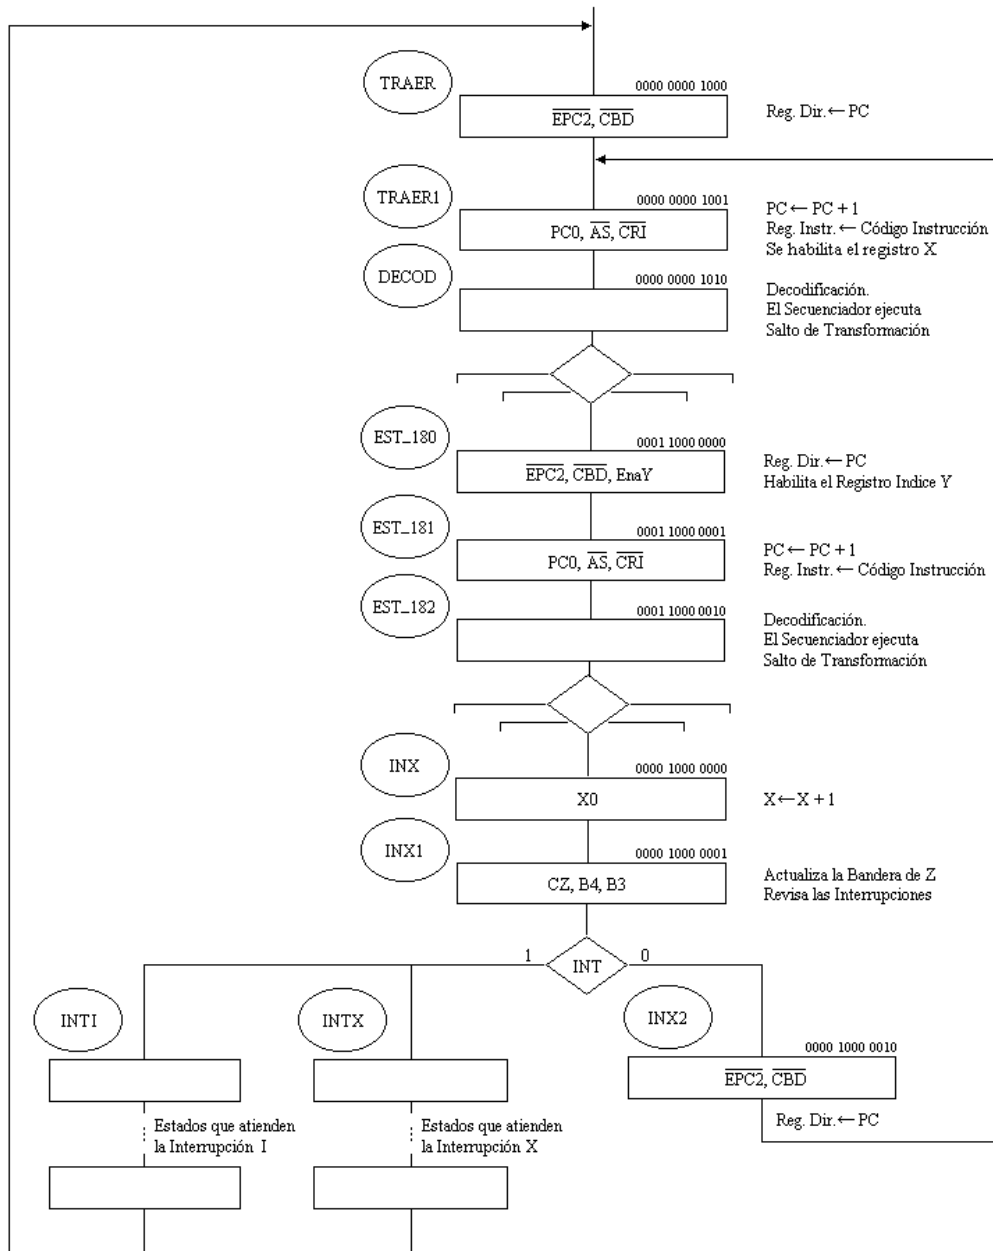 TRAER
0000 0000 1000
EPC2, CBD
Reg. Dir. ← PC
TRAER1
0000 0000 1001
PC0, AS, CRI
PC ← PC + 1
Reg. Instr. ← Código Instrucción
Se habilita el registro X
DECOD
0000 0000 1010
Decodificación.
El Secuenciador ejecuta
Salto de Transformación
EST_180
0001 1000 0000
EPC2, CBD, EnaY
Reg. Dir. ← PC
Habilita el Registro Indice Y
EST_181
0001 1000 0001
PC0, AS, CRI
PC ← PC + 1
Reg. Instr. ← Código Instrucción
EST_182
0001 1000 0010
Decodificación.
El Secuenciador ejecuta
Salto de Transformación
INX
0000 1000 0000
X0
X ← X + 1
INX1
0000 1000 0001
CZ, B4, B3
Actualiza la Bandera de Z
Revisa las Interrupciones
1
INT
0
INTI
INTX
INX2
0000 1000 0010
EPC2, CBD
Reg. Dir. ← PC
Estados que atienden
la Interrupción I
Estados que atienden
la Interrupción X